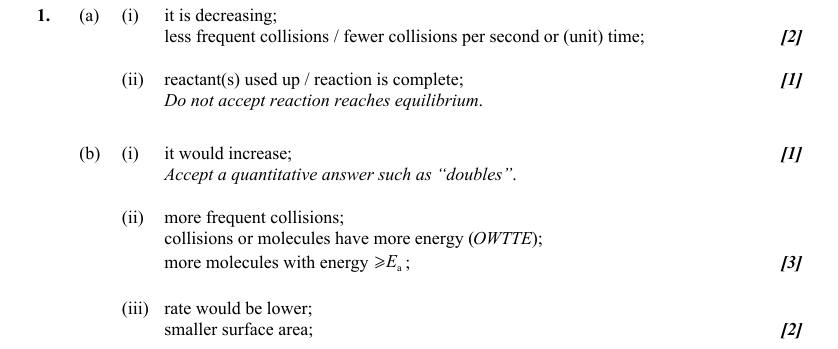 1. (a) (i) it is decreasing;
less frequent collisions / fewer collisions per second or (unit) time; [2]
(ii) reactant(s) used up / reaction is complete; [1]
Do not accept reaction reaches equilibrium.
(b) (i) it would increase; [1]
Accept a quantitative answer such as “doubles”.
(ii) more frequent collisions;
collisions or molecules have more energy (OWTTE);
more molecules with energy ⩾Ea ; [3]
(iii) rate would be lower;
smaller surface area; [2]